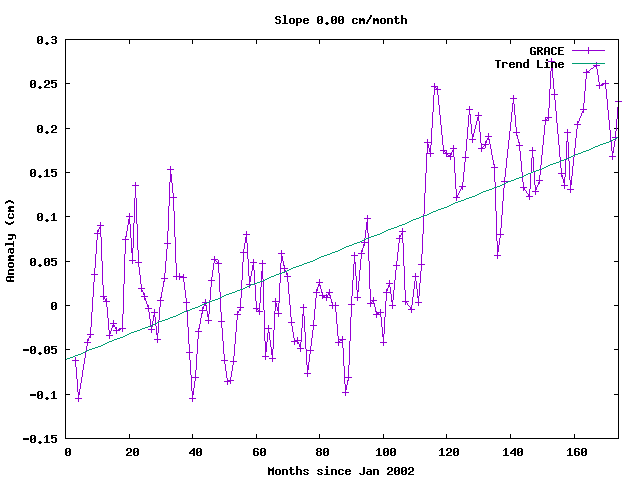 Slope 0.00 cm/month
0.3
GRACE
Trend Line
0.25
0.2
0.15
0.1
0.05
0
-0.05
-0.1
-0.15
Anomaly (cm)
0 20 40 60 80 100 120 140 160
Months since Jan 2002